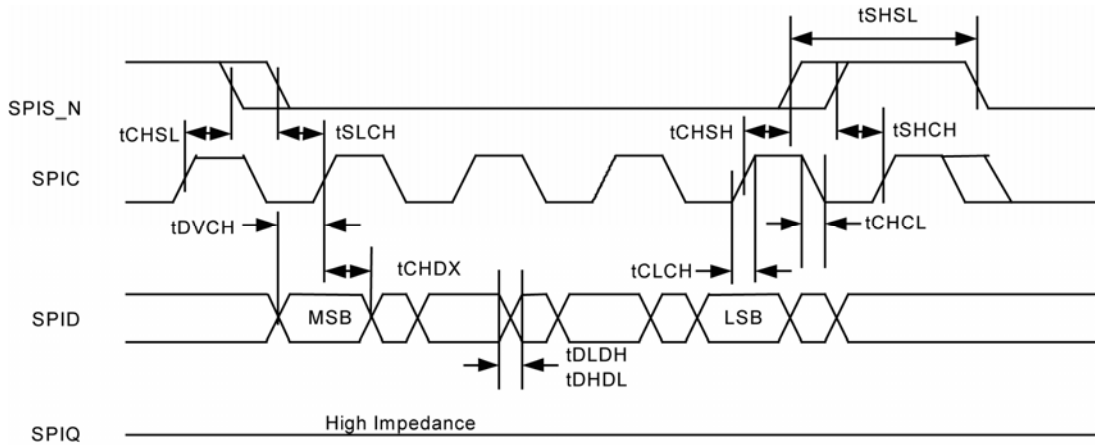 tSHSL
SPIS_N
tCHSL
tSLCH
tCHSH
tSHCH
SPIC
tDVCH
tCHCL
tCHDX
tCLCH
SPID
MSB
LSB
tDLDH
tDHDL
High Impedance
SPIQ